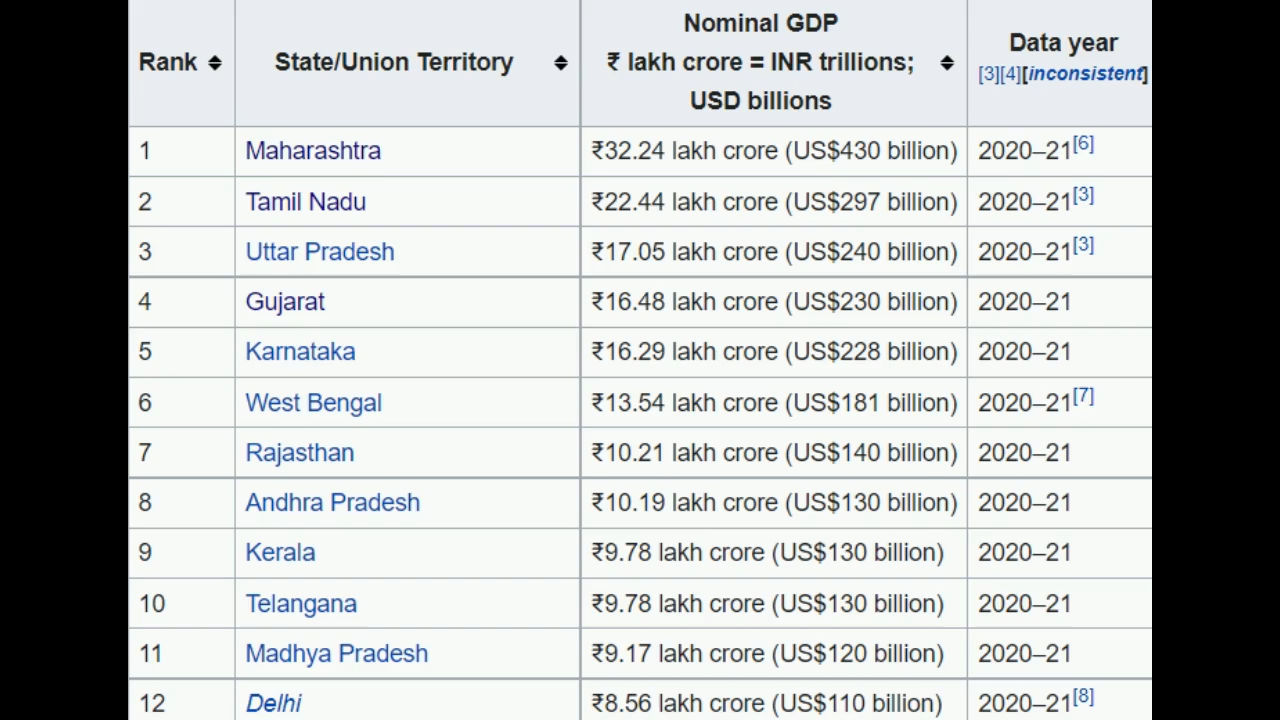 Rank State/Union Territory Nominal GDP
₹ lakh crore = INR trillions;
USD billions Data year
[3][4][inconsistent]
1 Maharashtra ₹32.24 lakh crore (US$430 billion) 2020–21[6]
2 Tamil Nadu ₹22.44 lakh crore (US$297 billion) 2020–21[3]
3 Uttar Pradesh ₹17.05 lakh crore (US$240 billion) 2020–21[3]
4 Gujarat ₹16.48 lakh crore (US$230 billion) 2020–21
5 Karnataka ₹16.29 lakh crore (US$228 billion) 2020–21
6 West Bengal ₹13.54 lakh crore (US$181 billion) 2020–21[7]
7 Rajasthan ₹10.21 lakh crore (US$140 billion) 2020–21
8 Andhra Pradesh ₹10.19 lakh crore (US$130 billion) 2020–21
9 Kerala ₹9.78 lakh crore (US$130 billion) 2020–21
10 Telangana ₹9.78 lakh crore (US$130 billion) 2020–21
11 Madhya Pradesh ₹9.17 lakh crore (US$120 billion) 2020–21
12 Delhi ₹8.56 lakh crore (US$110 billion) 2020–21[8]